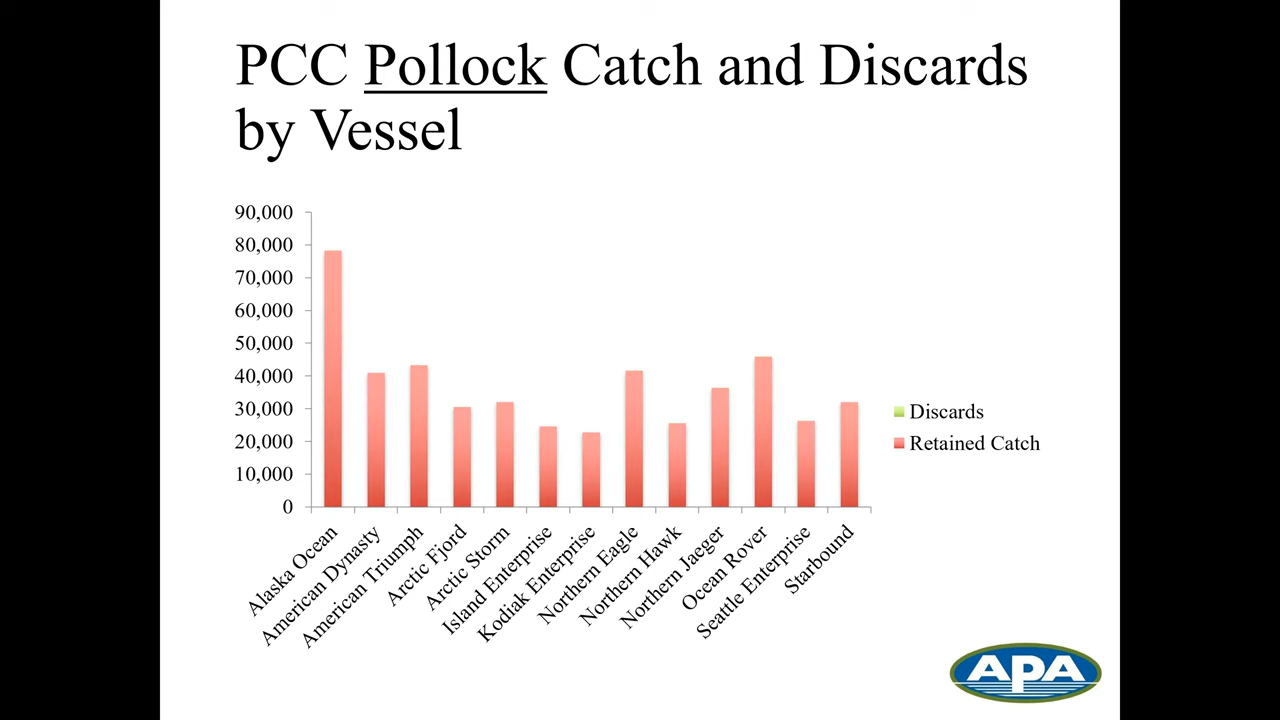 PCC Pollock Catch and Discards
by Vessel
90,000
80,000
70,000
60,000
50,000
40,000
30,000
20,000
10,000
0
Alaska Ocean
American Dynasty
American Triumph
Arctic Fjord
Arctic Storm
Island Enterprise
Kodiak Enterprise
Northern Eagle
Northern Hawk
Northern Jaeger
Ocean Rover
Seattle Enterprise
Starbound
Discards
Retained Catch
APA